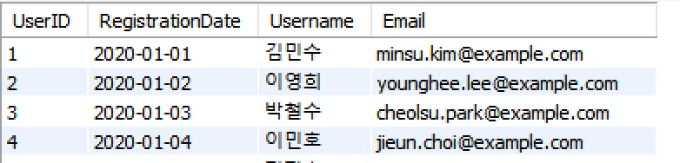 UserID RegistrationDate Username Email
1 2020-01-01 김민수 minsu.kim@example.com
2 2020-01-02 이영희 younghee.lee@example.com
3 2020-01-03 박철수 cheolsu.park@example.com
4 2020-01-04 이민호 jieun.choi@example.com